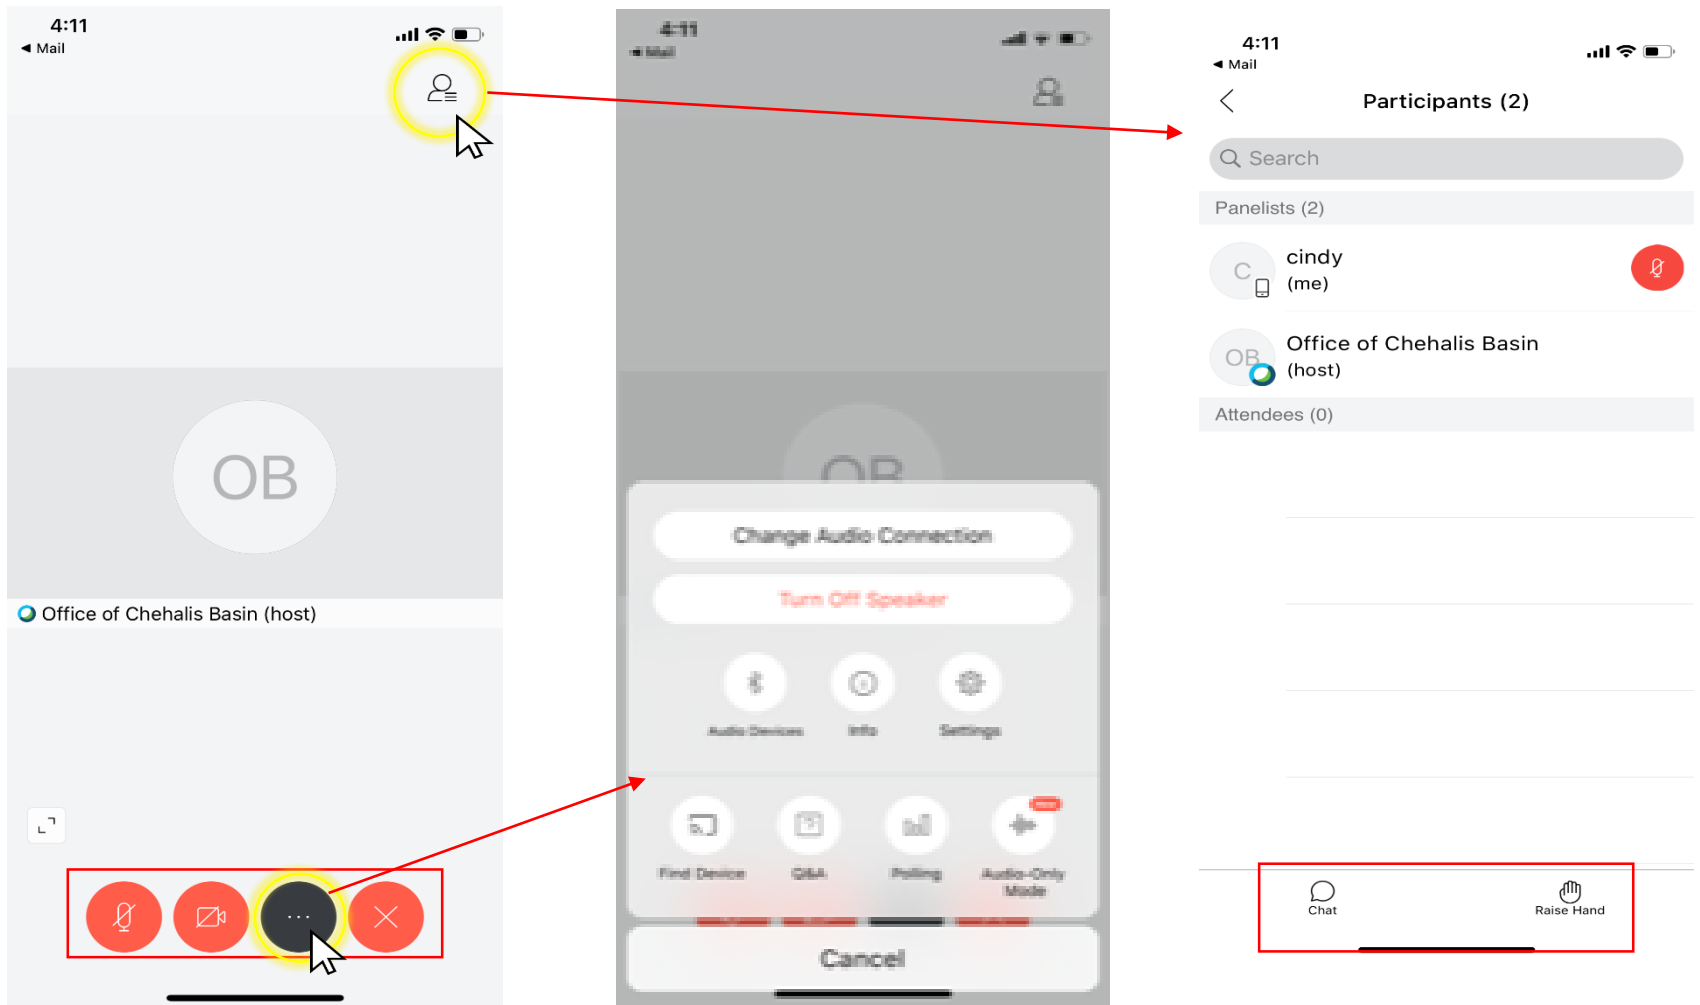 4:11
◄ Mail
OB
Office of Chehalis Basin (host)
4:11
◄ Mail
OB
Change Audio Connection
Turn Off Speaker
Audio Devices
Info
Settings
Find Device
Q&A
Polling
Audio-Only
Mode
Cancel
4:11
◄ Mail
Participants (2)
Search
Panelists (2)
C
cindy
(me)
OB
Office of Chehalis Basin
(host)
Attendees (0)
Chat
Raise Hand